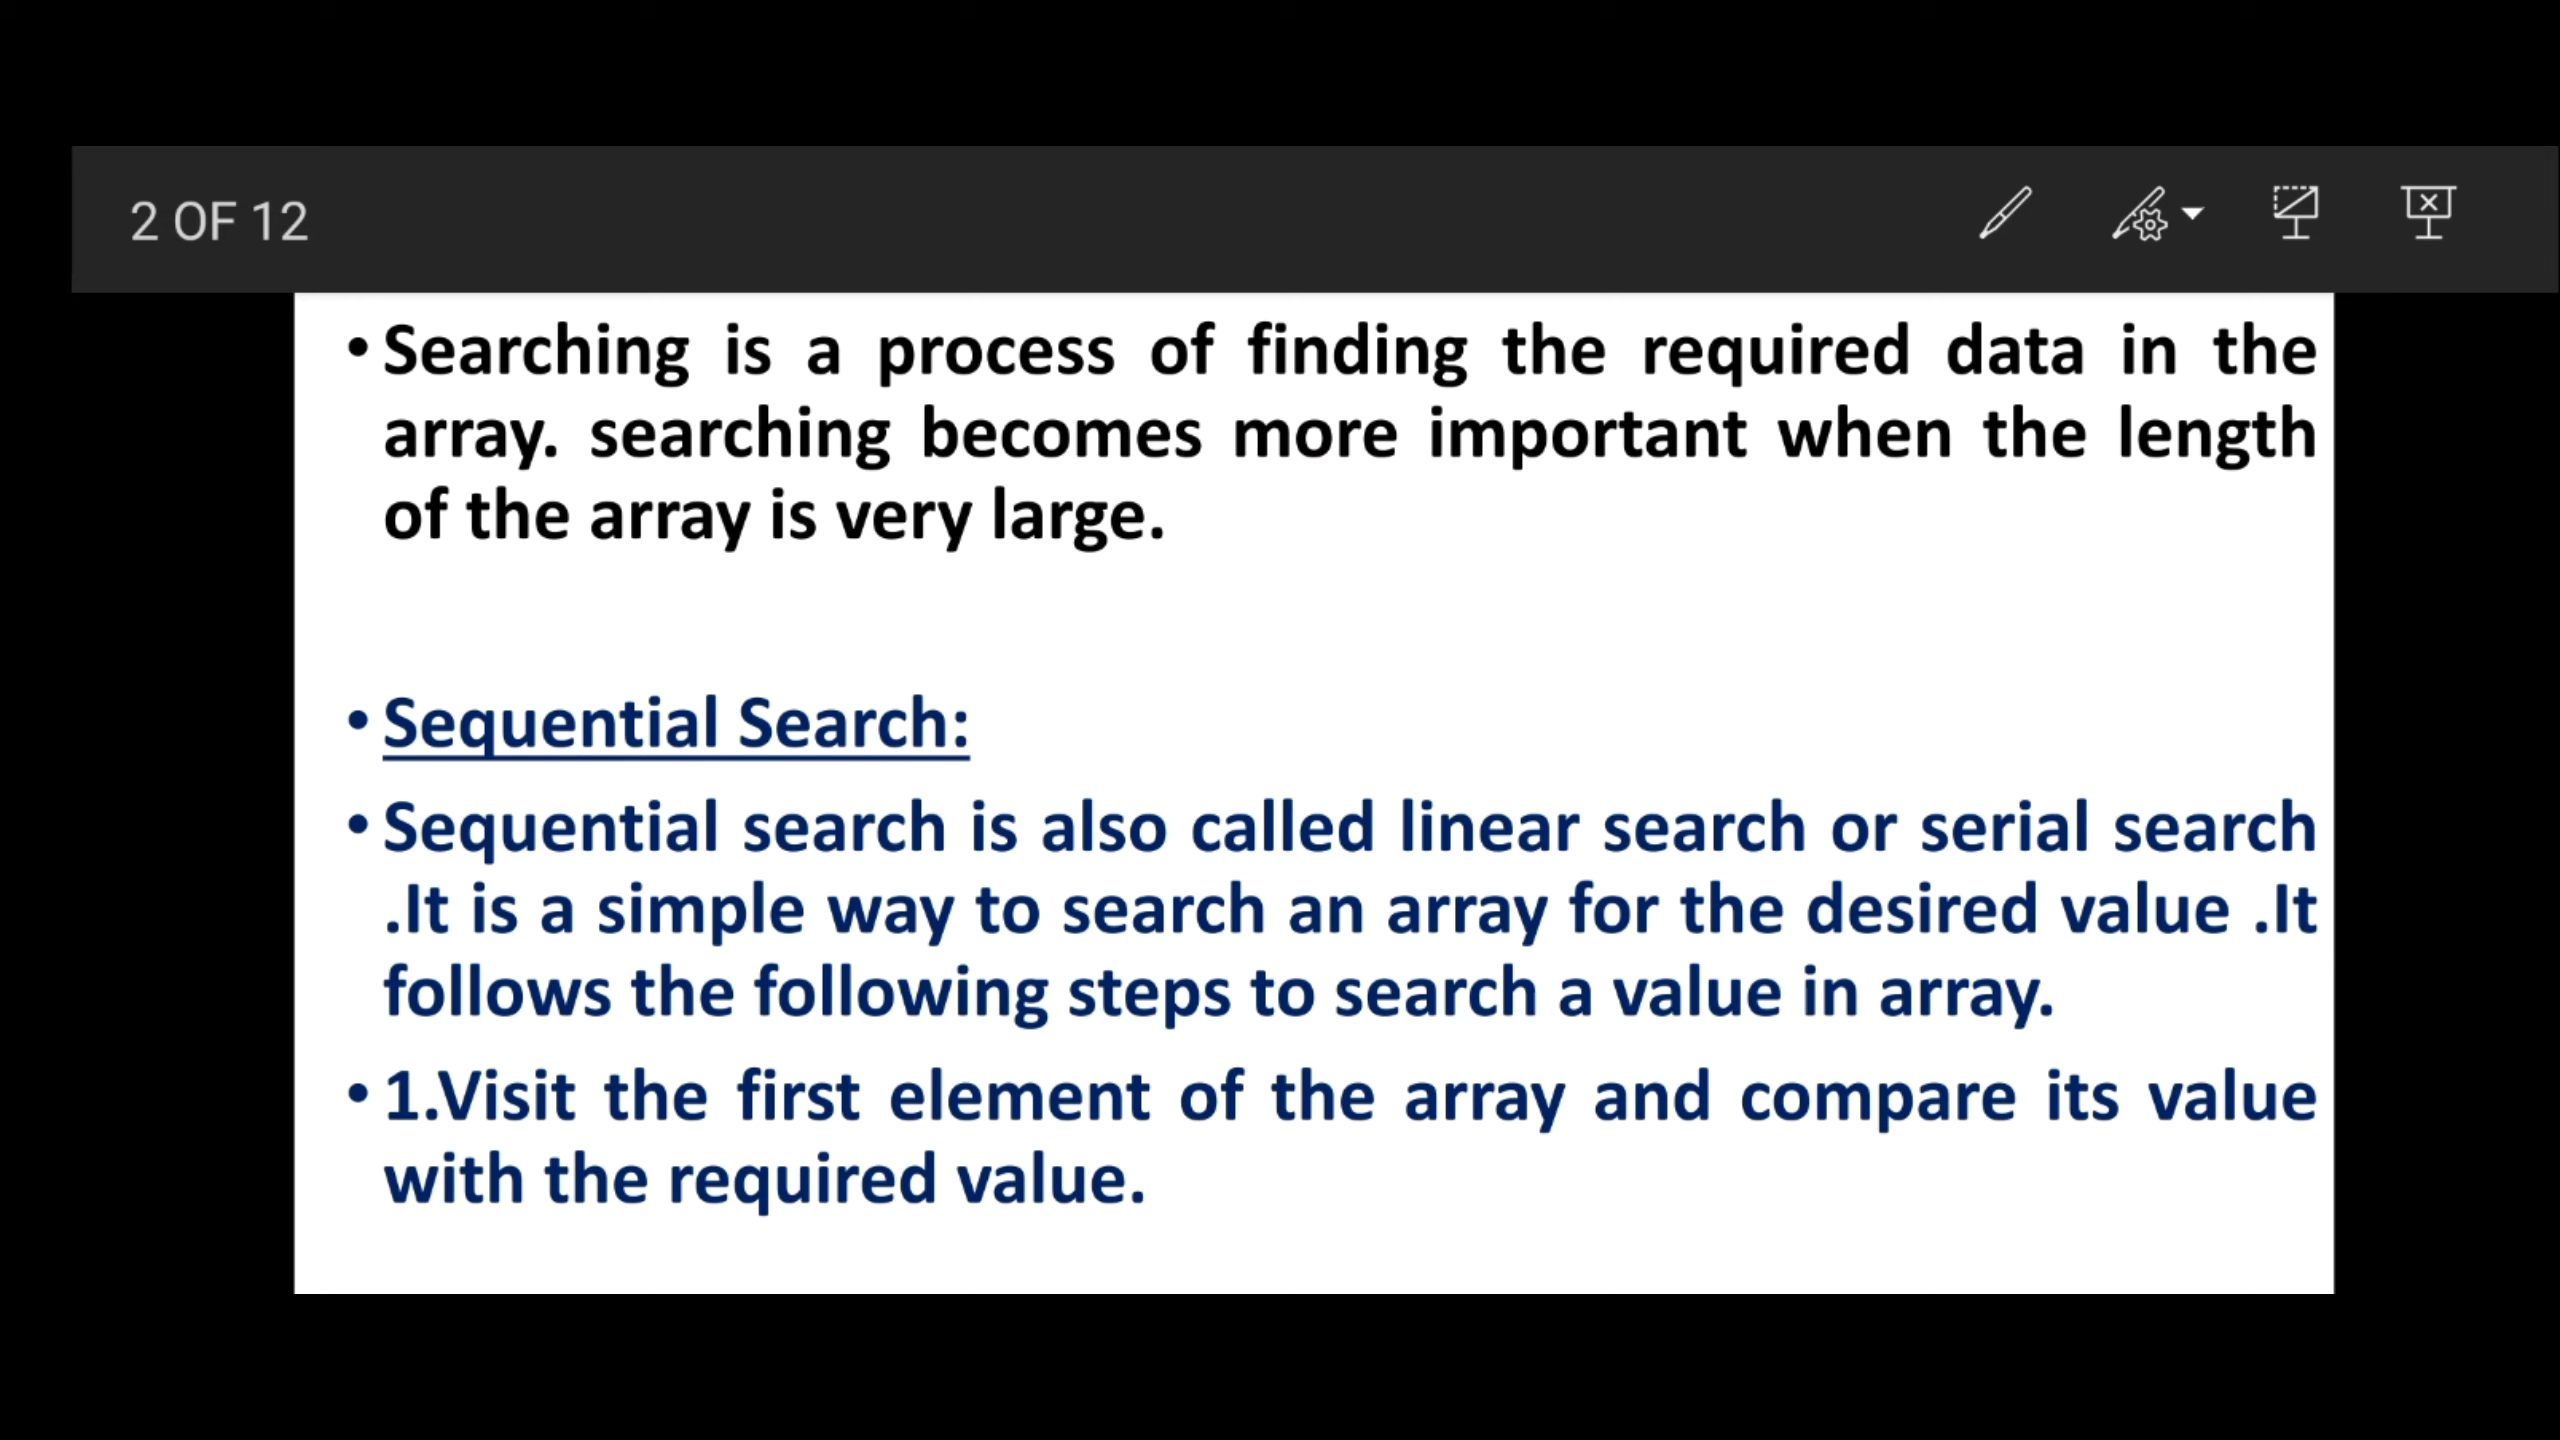 2 OF 12
• Searching is a process of finding the required data in the
array. searching becomes more important when the length
of the array is very large.
• Sequential Search:
• Sequential search is also called linear search or serial search
.It is a simple way to search an array for the desired value .It
follows the following steps to search a value in array.
• 1.Visit the first element of the array and compare its value
with the required value.